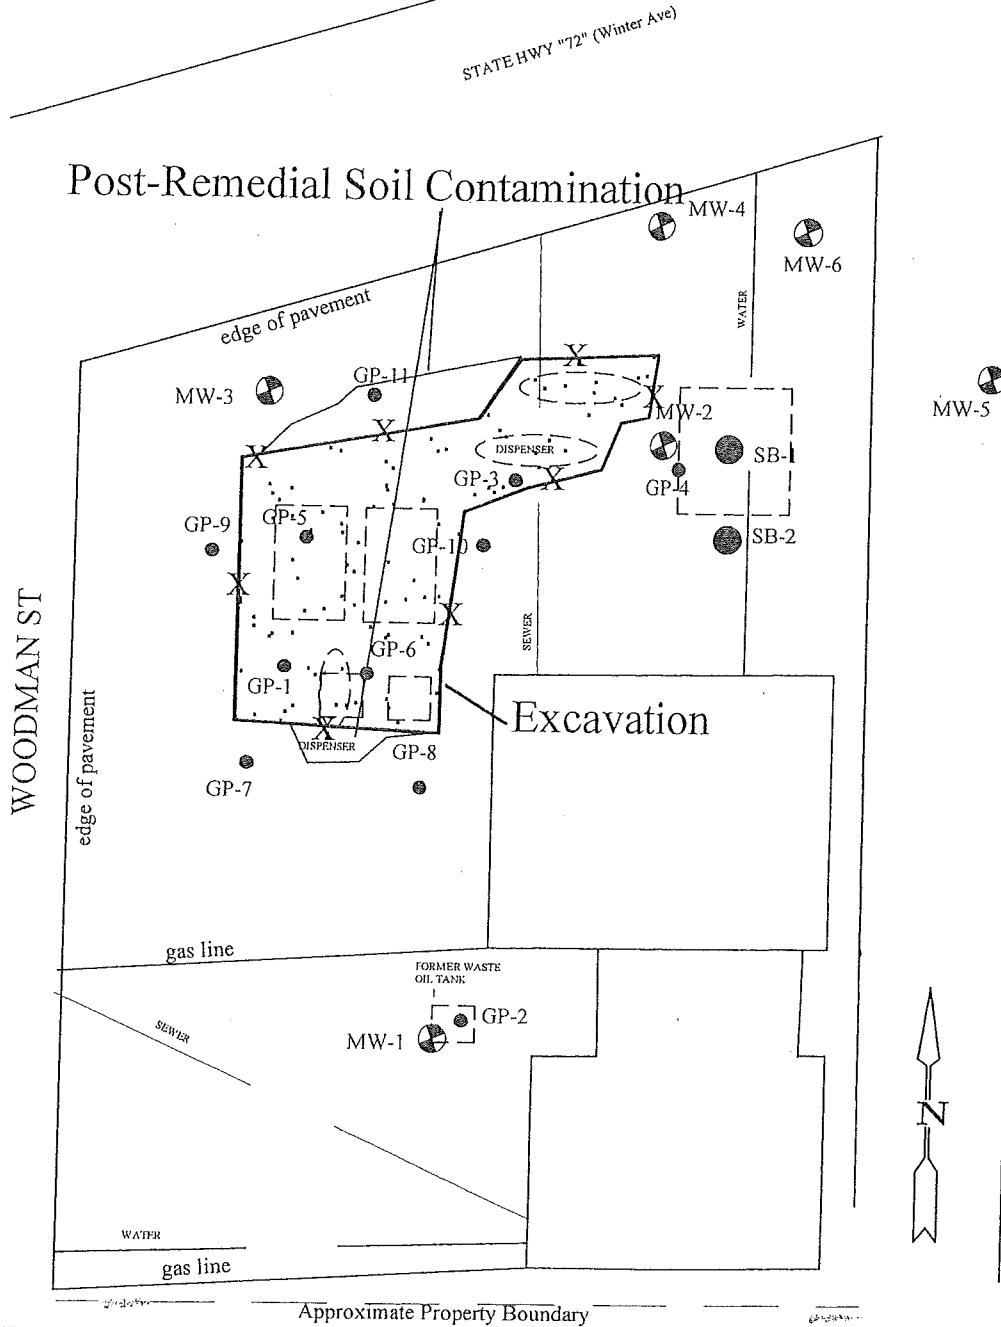 STATE HWY "72" (Winter Ave)
Post-Remedial Soil Contamination
MW-4
MW-6
edge of pavement
WATER
MW-3
GP-11
X
X
MW-5
MW-2
X
X
DISPENSER
SB-1
GP-3
X
GP-4
GP-9
GP-5
GP-10
SB-2
X
X
WOODMAN ST
SEWER
GP-6
GP-1
edge of pavement
Excavation
X
DISPENSER
GP-8
GP-7
gas line
FORMER WASTE
OIL TANK
SEWER
MW-1
GP-2
N
WATER
gas line
Approximate Property Boundary